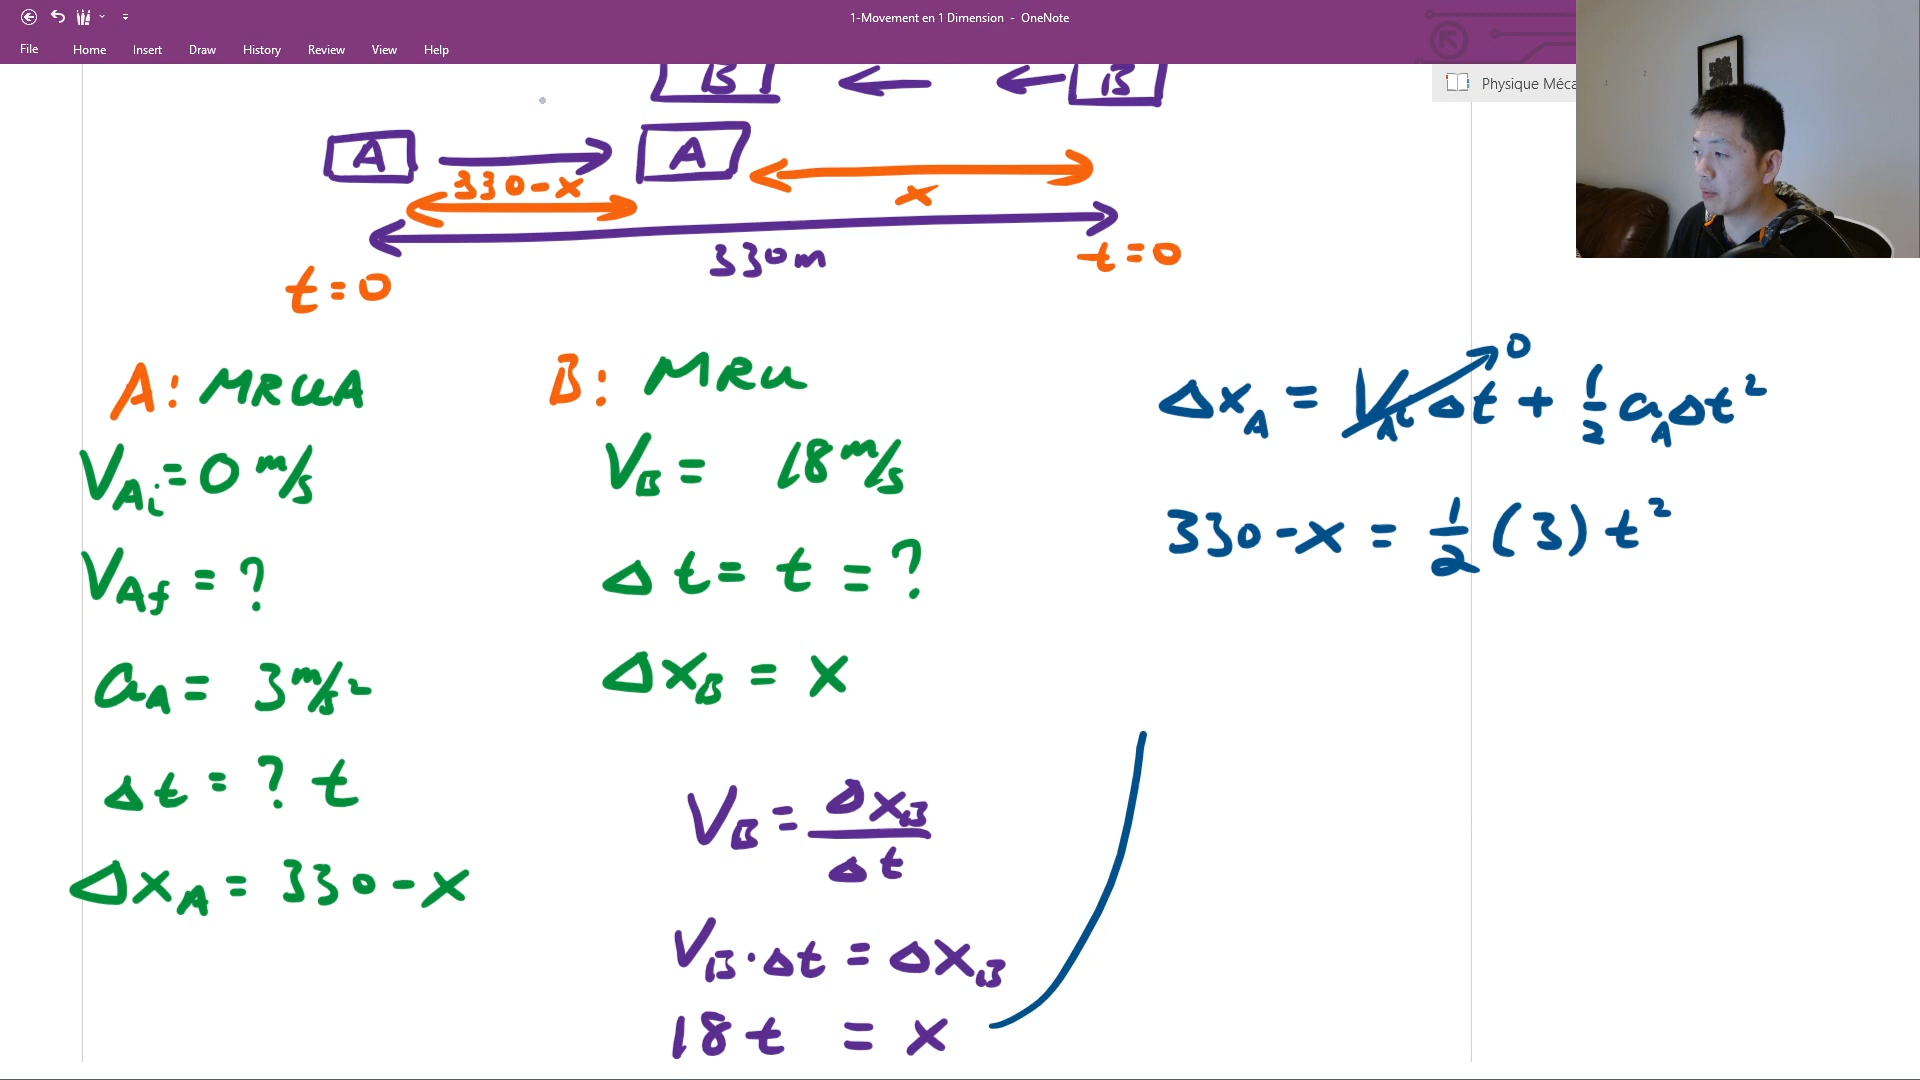 1-Movement en 1 Dimension - OneNote
File Home Insert Draw History Review View Help
Physique Méca
B B
A A
330-x
x
330m
t=0
t=0
A: MRUA
V_Ai = 0 m/s
V_Af = ?
a_A = 3 m/s²
Δt = ? t
Δx_A = 330-x
B: MRU
V_B = 18 m/s
Δt = t = ?
Δx_B = x
V_B = Δx_B / Δt
V_B · Δt = Δx_B
18t = x
Δx_A = V_Ai Δt + 1/2 a_A Δt²
0
330-x = 1/2 (3) t²